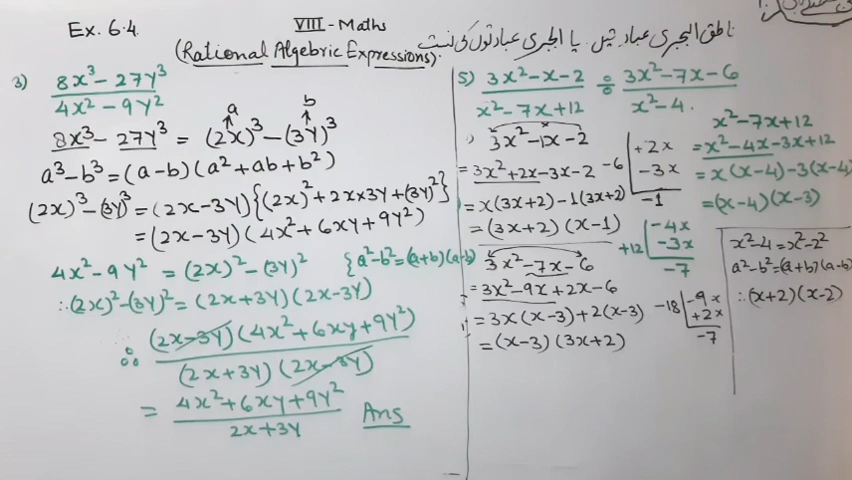 Ex. 6.4.
VIII - Maths
(Rational Algebric Expressions).
ناطق الجبری عبارتیں یا الجبری عبارتوں کی نسبت
3) (8x³ - 27y³)/(4x² - 9y²)
a b
8x³ - 27y³ = (2x)³ - (3y)³
a³ - b³ = (a-b)(a² + ab + b²)
(2x)³ - (3y)³ = (2x - 3y){(2x)² + 2x × 3y + (3y)²}
= (2x - 3y)(4x² + 6xy + 9y²)
4x² - 9y² = (2x)² - (3y)² {a² - b² = (a+b)(a-b)
∴ (2x)² - (3y)² = (2x + 3y)(2x - 3y)
∴ (2x - 3y)(4x² + 6xy + 9y²)/(2x + 3y)(2x - 3y)
= (4x² + 6xy + 9y²)/(2x + 3y) Ans
5) (3x² - x - 2)/(x² - 7x + 12) ÷ (3x² - 7x - 6)/(x² - 4).
3x² - 1x - 2
= 3x² + 2x - 3x - 2
= x(3x + 2) - 1(3x + 2)
= (3x + 2)(x - 1)
-6 +2x
-3x
-1
3x² - 7x - 6
= 3x² - 9x + 2x - 6
= 3x(x - 3) + 2(x - 3)
= (x - 3)(3x + 2)
+12 -4x
-3x
-7
-18 -9x
+2x
-7
x² - 7x + 12
= x² - 4x - 3x + 12
= x(x - 4) - 3(x - 4)
= (x - 4)(x - 3)
x² - 4 = x² - 2²
a² - b² = (a+b)(a-b)
∴ (x + 2)(x - 2)